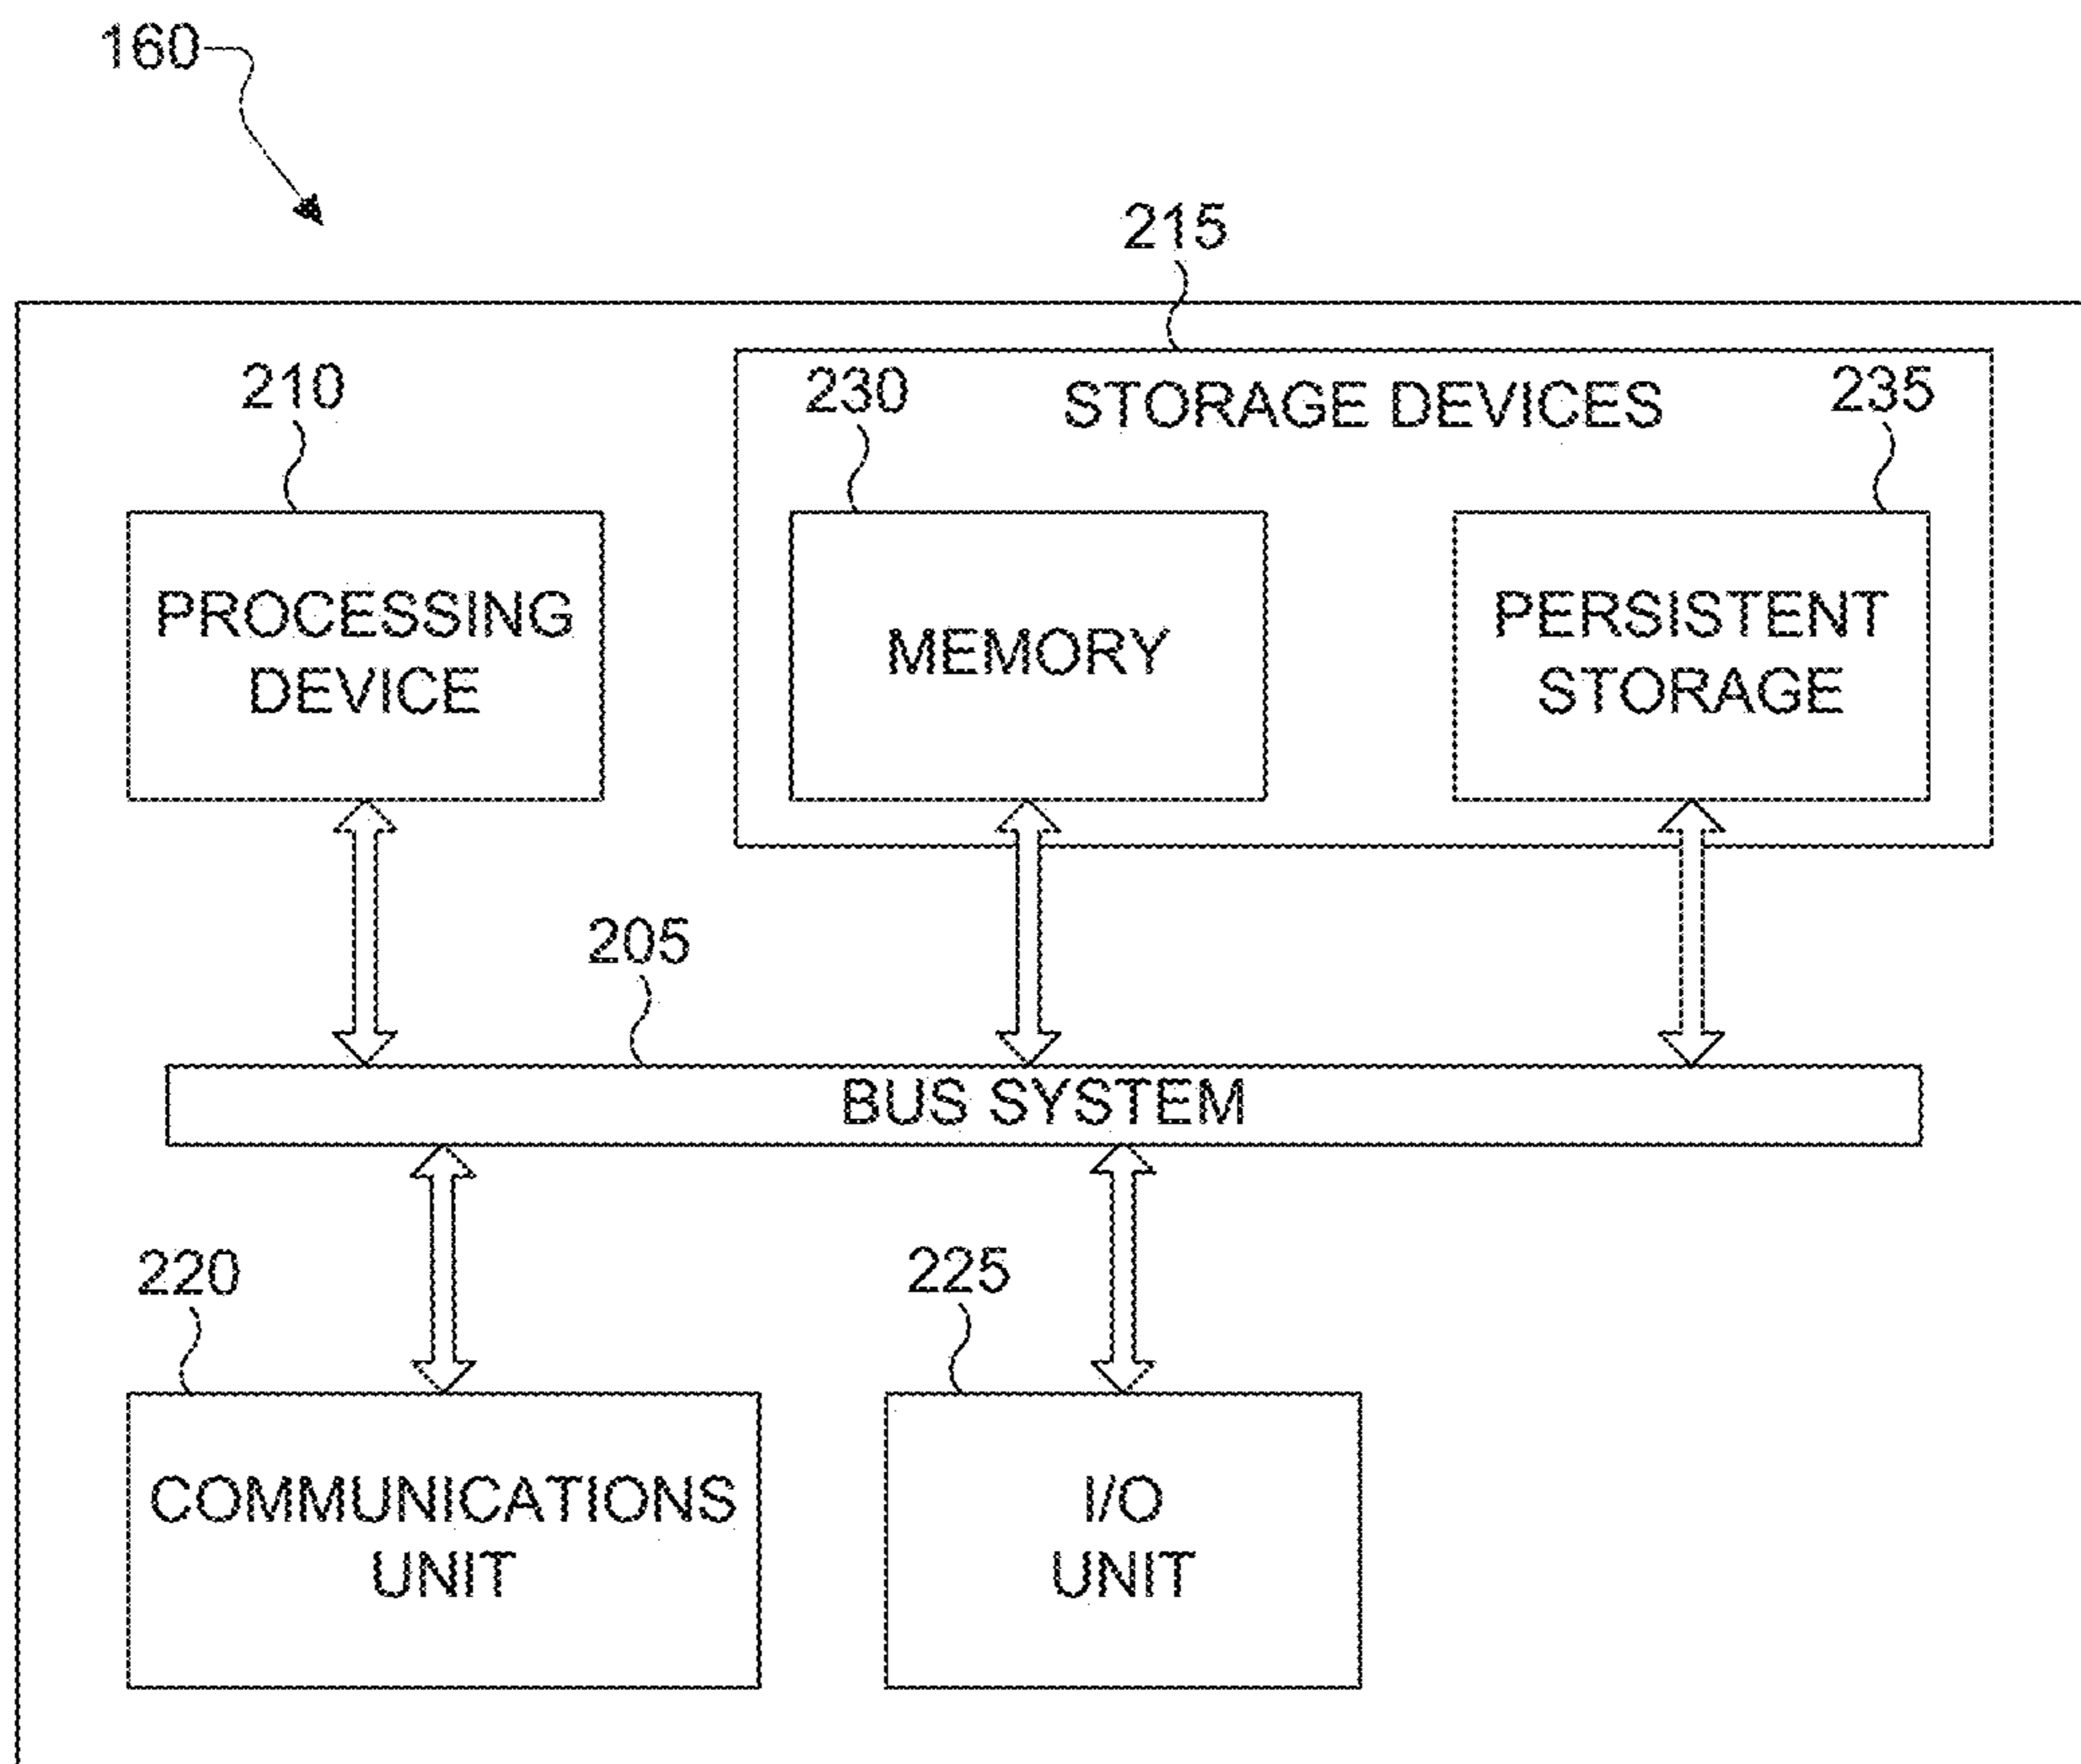 160
215
210
230
STORAGE DEVICES
235
PROCESSING
DEVICE
MEMORY
PERSISTENT
STORAGE
205
BUS SYSTEM
220
225
COMMUNICATIONS
UNIT
I/O
UNIT